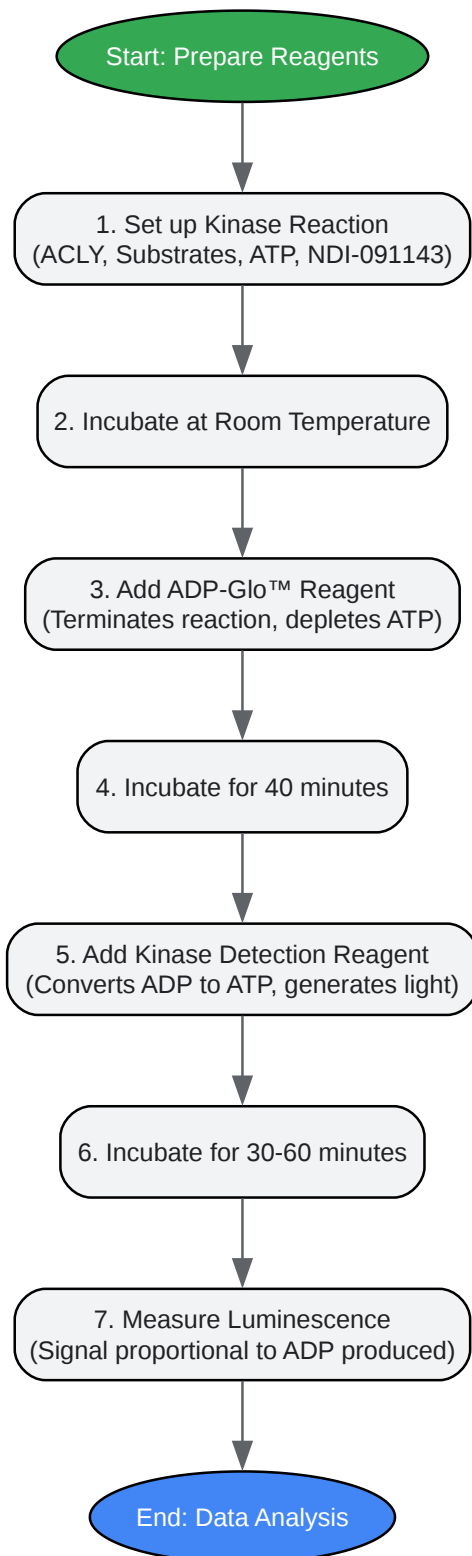 Start: Prepare Reagents
1. Set up Kinase Reaction
(ACLY, Substrates, ATP, NDI-091143)
2. Incubate at Room Temperature
3. Add ADP-Glo™ Reagent
(Terminates reaction, depletes ATP)
4. Incubate for 40 minutes
5. Add Kinase Detection Reagent
(Converts ADP to ATP, generates light)
6. Incubate for 30-60 minutes
7. Measure Luminescence
(Signal proportional to ADP produced)
End: Data Analysis